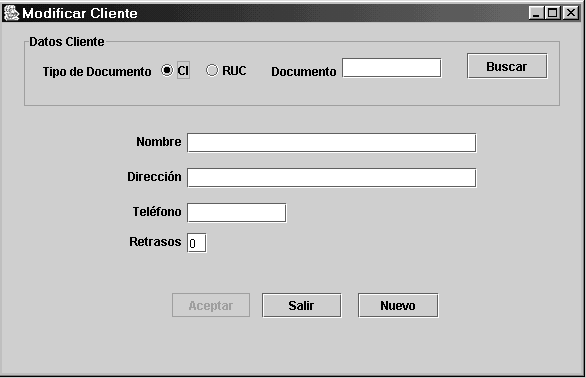 Modificar Cliente
Datos Cliente
Tipo de Documento CI RUC Documento Buscar
Nombre
Dirección
Teléfono
Retrasos 0
Aceptar Salir Nuevo